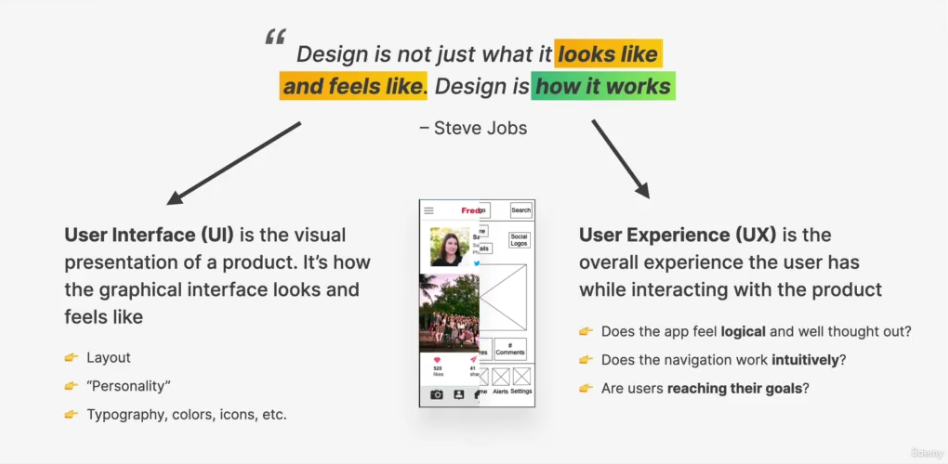 “ Design is not just what it looks like
and feels like. Design is how it works
– Steve Jobs
User Interface (UI) is the visual
presentation of a product. It’s how
the graphical interface looks and
feels like
👉 Layout
👉 “Personality”
👉 Typography, colors, icons, etc.
Search
Social
Logos
520
likes
41
#
Comments
Alerts Settings
User Experience (UX) is the
overall experience the user has
while interacting with the product
👉 Does the app feel logical and well thought out?
👉 Does the navigation work intuitively?
👉 Are users reaching their goals?
ûdemy